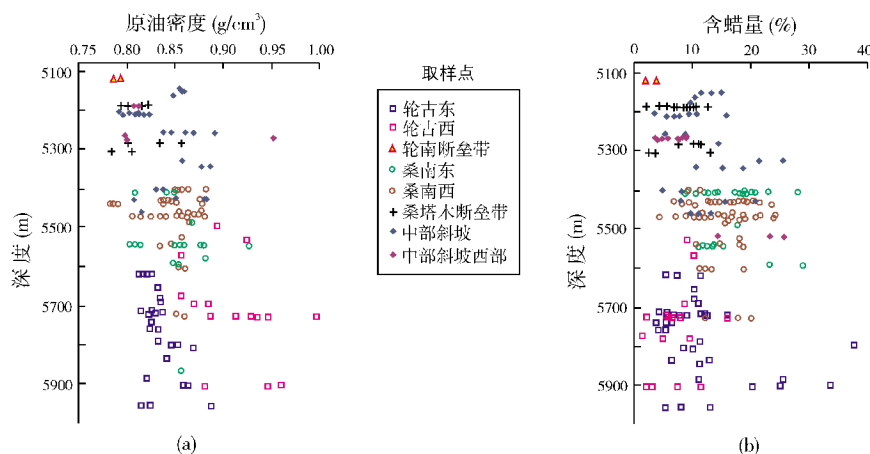 原油密度 (g/cm³)
0.75 0.80 0.85 0.90 0.95 1.00
5100
5300
5500
5700
5900
深度 (m)
(a)
取样点
轮古东
轮古西
轮南断垒带
桑南东
桑南西
桑塔木断垒带
中部斜坡
中部斜坡西部
含蜡量 (%)
0 10 20 30 40
5100
5300
5500
5700
5900
深度 (m)
(b)